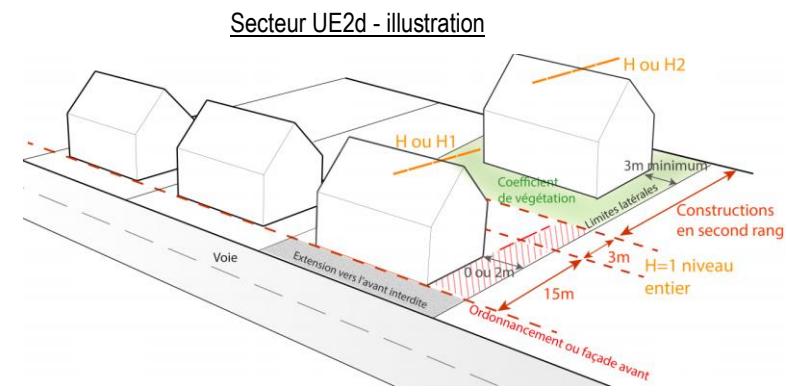 Secteur UE2d - illustration
H ou H2
H ou H1
3m minimum
Coefficient
de végétation
Limites latérales
Constructions
en second rang
Voie
Extension vers l'avant interdite
0 ou 2m
3m
H=1 niveau
entier
15m
Ordonnancement ou façade avant